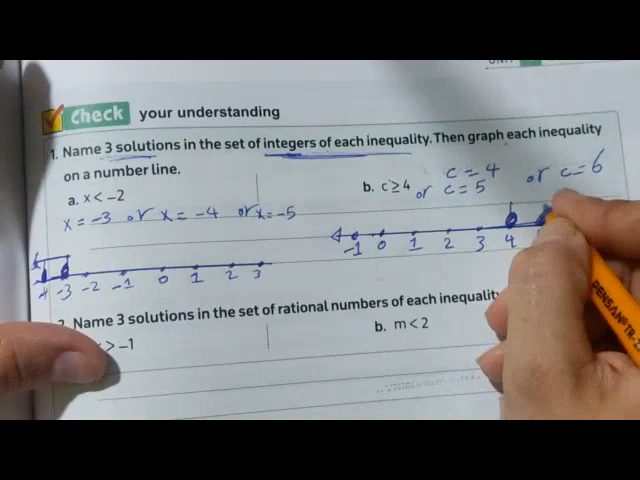 Check your understanding
1. Name 3 solutions in the set of integers of each inequality. Then graph each inequality
on a number line.
a. x < -2
x = -3 or x = -4 or x = -5
b. c ≥ 4
c = 4
or c = 5
or c = 6
-4 -3 -2 -1 0 1 2 3
-1 0 1 2 3 4
Name 3 solutions in the set of rational numbers of each
> -1
b. m < 2
PENSAN